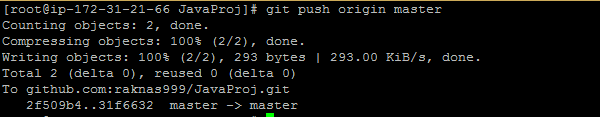 [root@ip-172-31-21-66 JavaProj]# git push origin master
Counting objects: 2, done.
Compressing objects: 100% (2/2), done.
Writing objects: 100% (2/2), 293 bytes | 293.00 KiB/s, done.
Total 2 (delta 0), reused 0 (delta 0)
To github.com:raknas999/JavaProj.git
   2f509b4..31f6632  master -> master